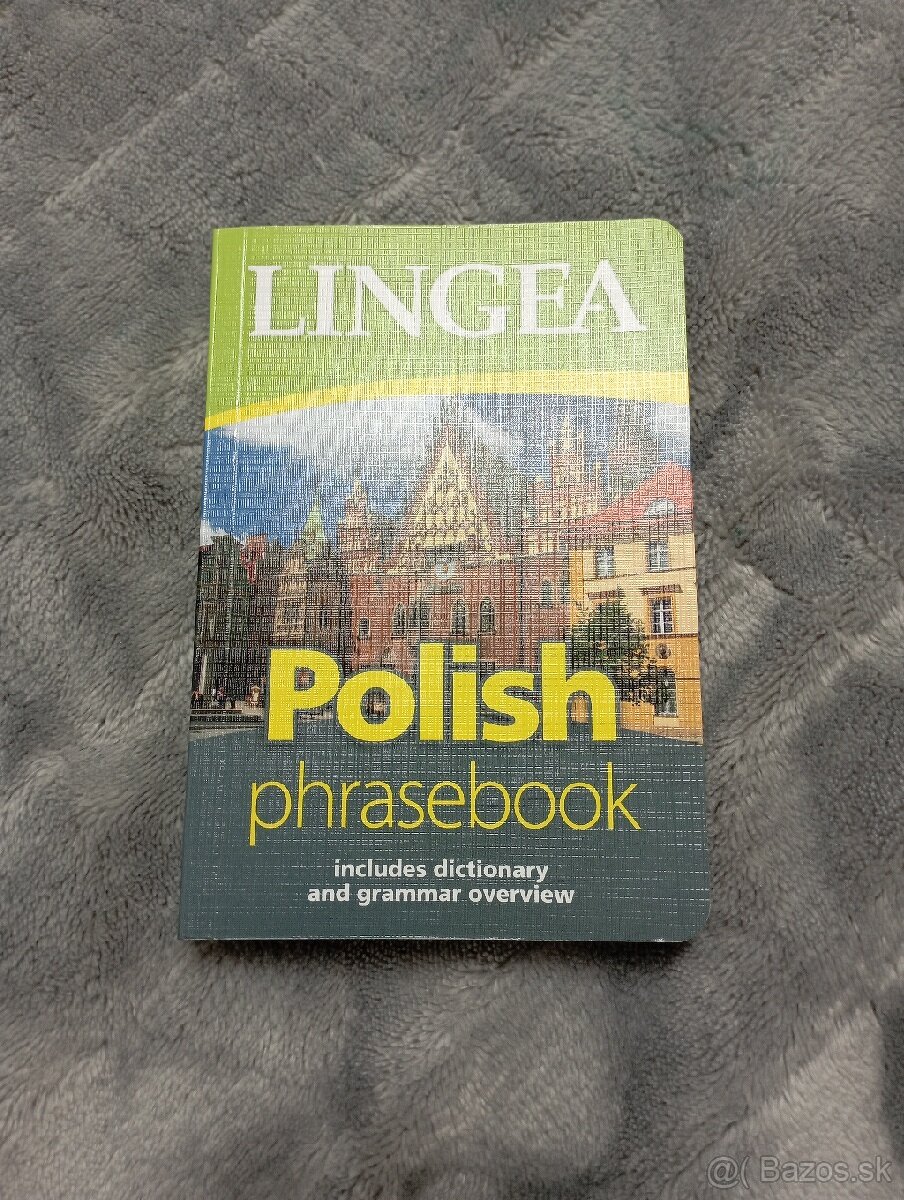 LINGEA
Polish
phrasebook
includes dictionary
and grammar overview
@( Bazos.sk